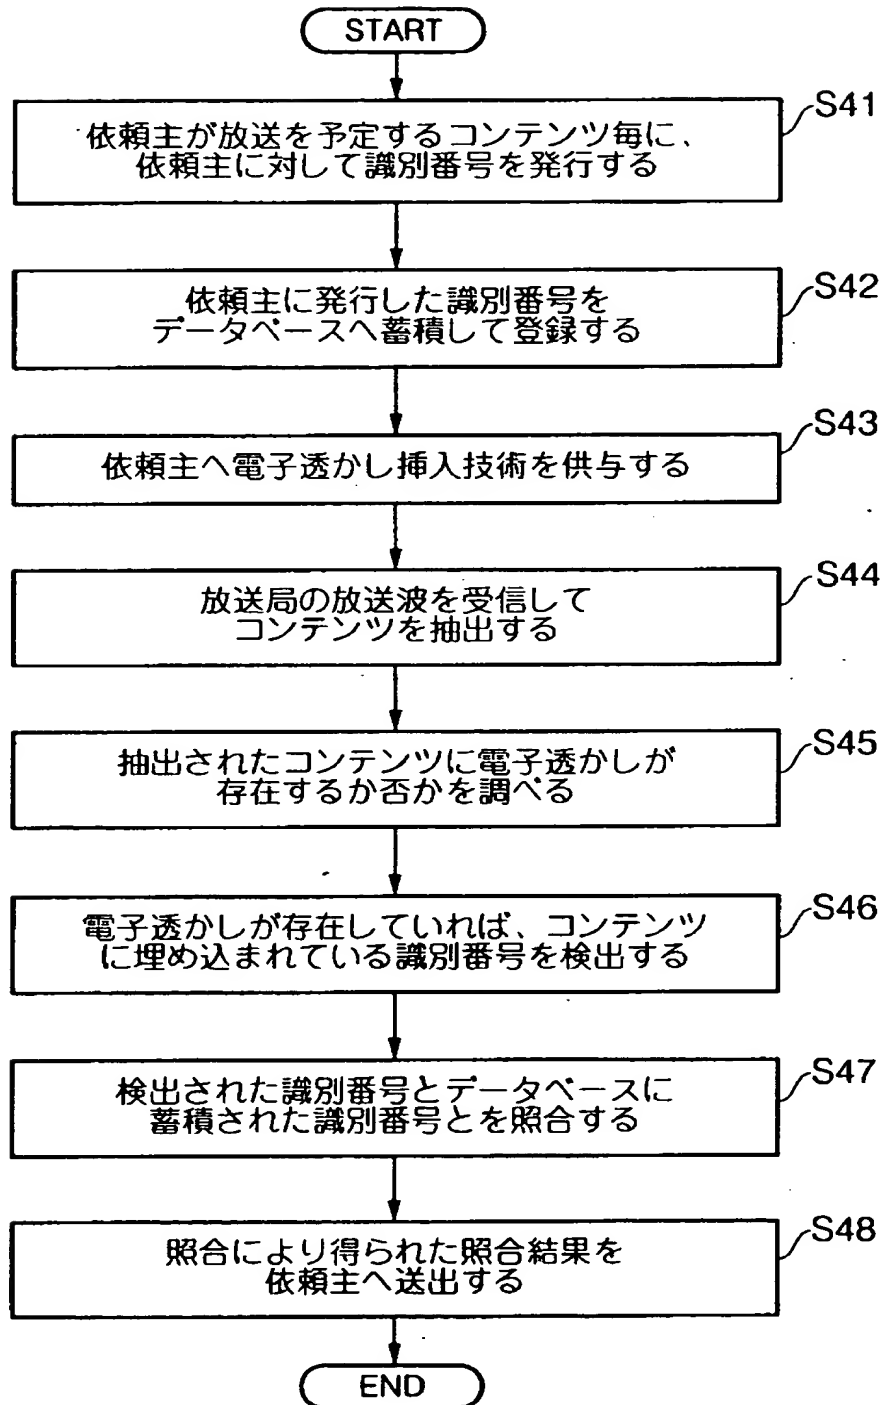 START
S41
依頼主が放送を予定するコンテンツ毎に、
依頼主に対して識別番号を発行する
S42
依頼主に発行した識別番号を
データベースへ蓄積して登録する
S43
依頼主へ電子透かし挿入技術を供与する
S44
放送局の放送波を受信して
コンテンツを抽出する
S45
抽出されたコンテンツに電子透かしが
存在するか否かを調べる
S46
電子透かしが存在していれば、コンテンツ
に埋め込まれている識別番号を検出する
S47
検出された識別番号とデータベースに
蓄積された識別番号とを照合する
S48
照合により得られた照合結果を
依頼主へ送出する
END